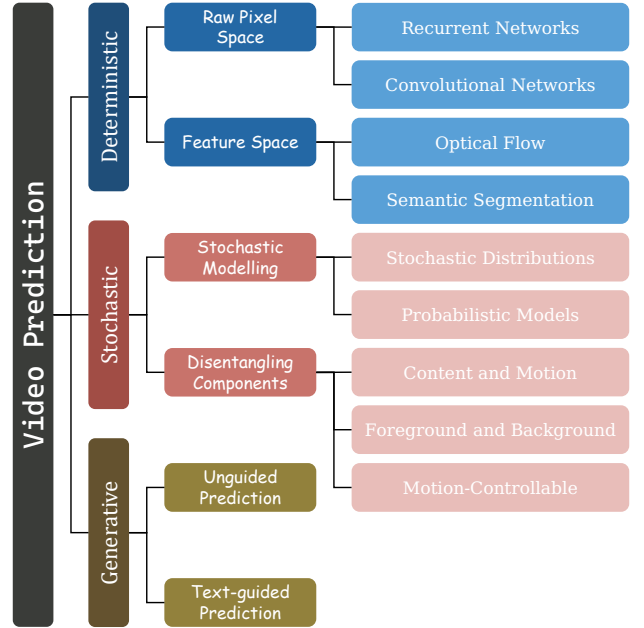 Video Prediction
Deterministic
Raw Pixel
Space
Recurrent Networks
Convolutional Networks
Feature Space
Optical Flow
Semantic Segmentation
Stochastic
Stochastic
Modelling
Stochastic Distributions
Probabilistic Models
Disentangling
Components
Content and Motion
Foreground and Background
Motion-Controllable
Generative
Unguided
Prediction
Text-guided
Prediction